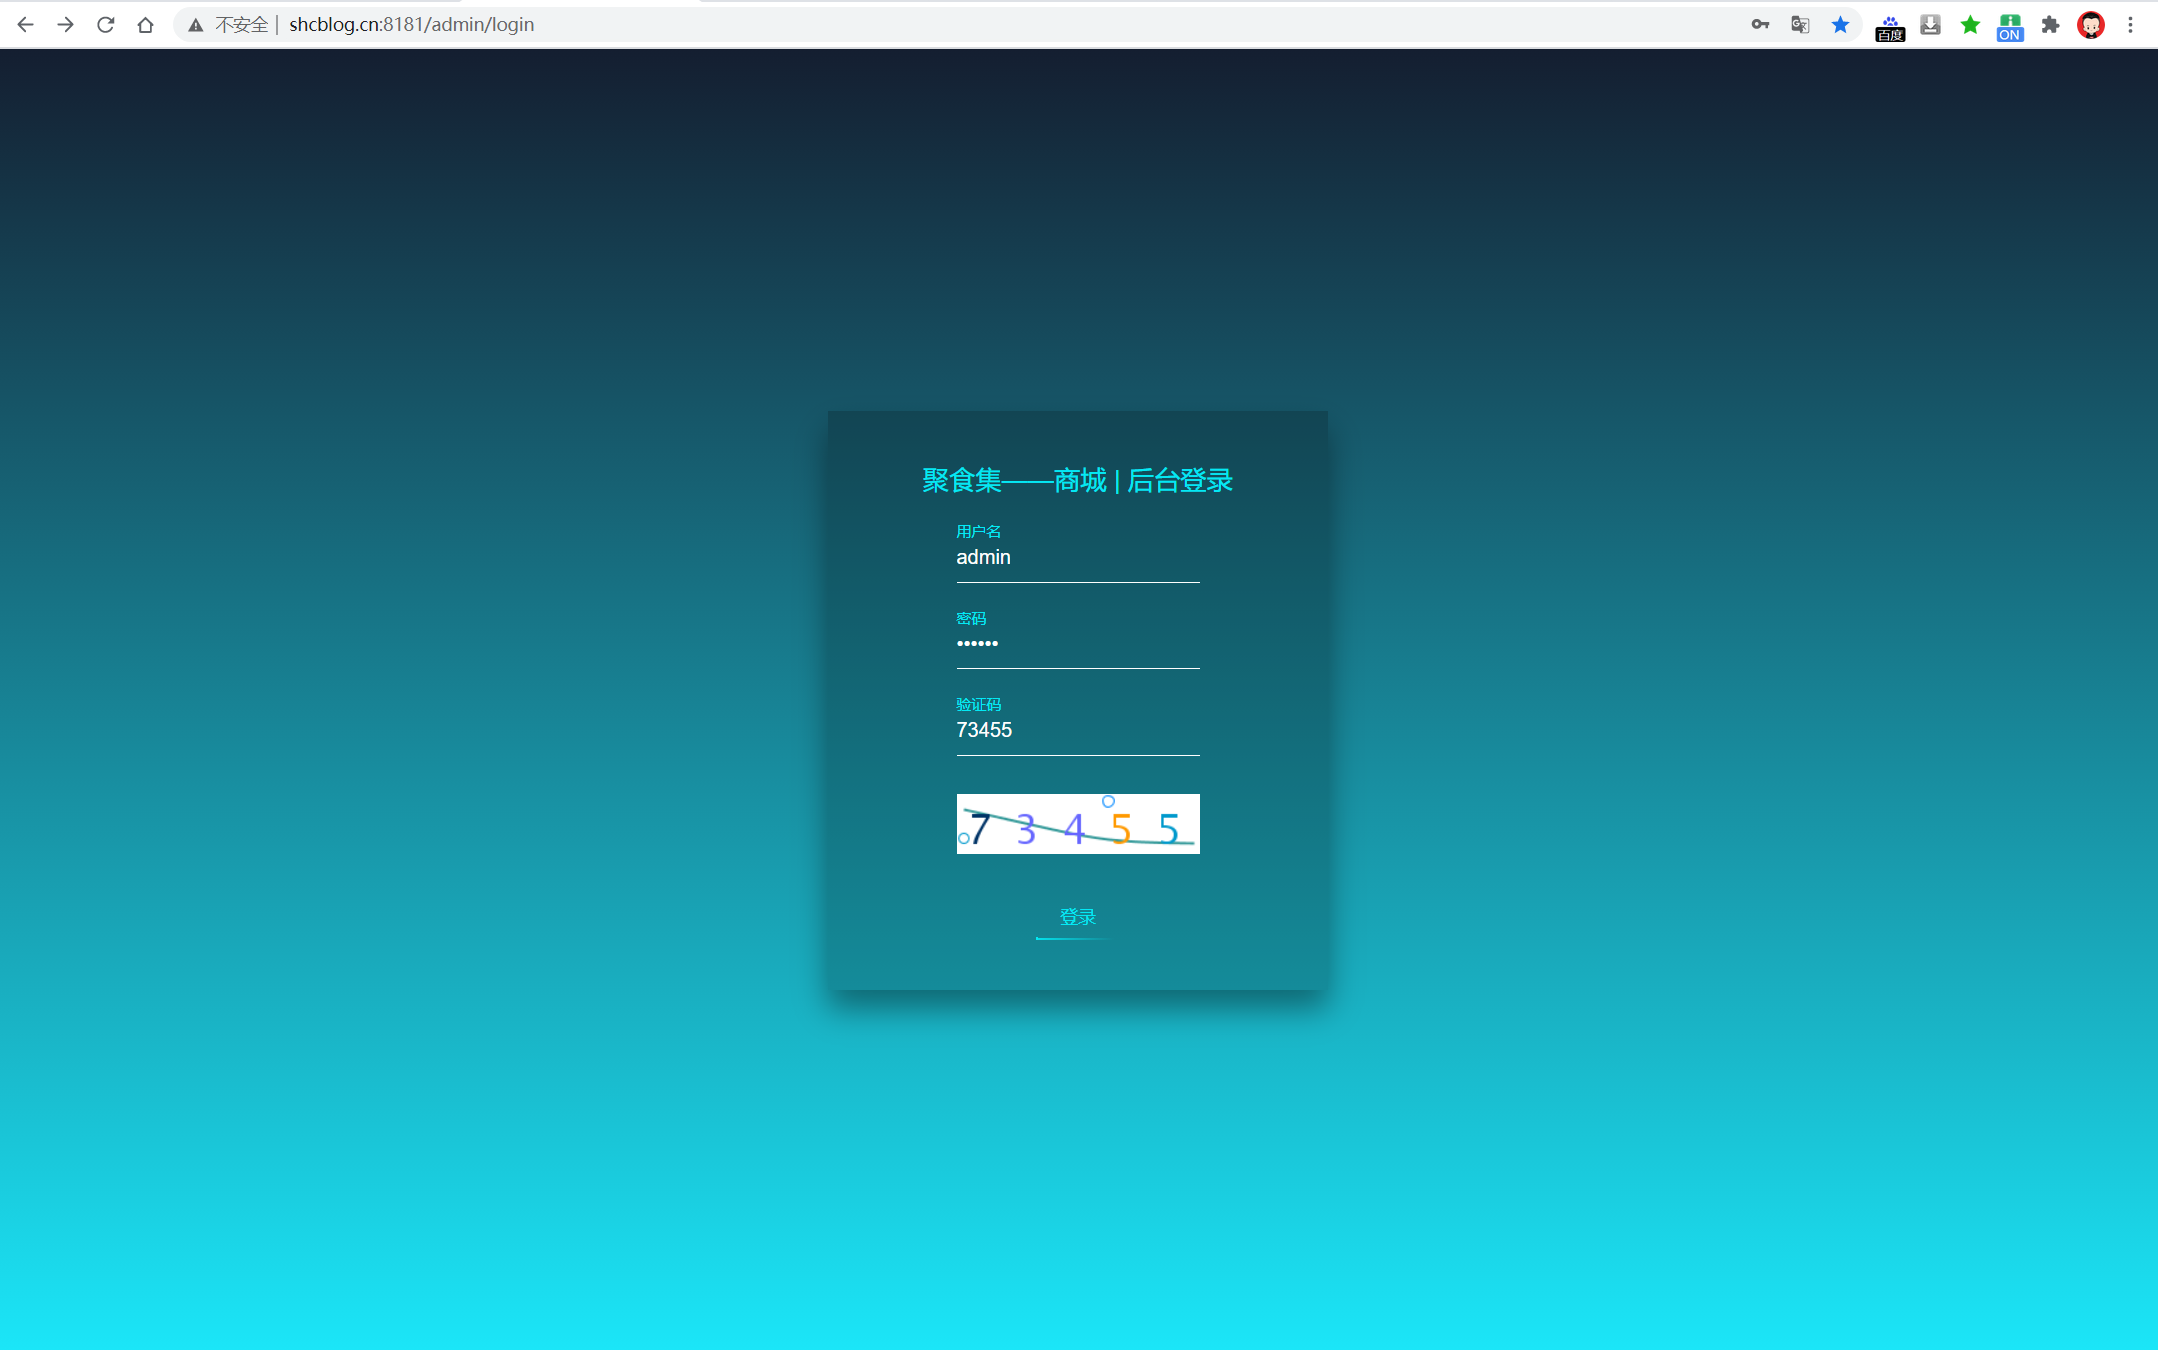 不安全 | shcblog.cn:8181/admin/login
百度
ON
聚食集——商城 | 后台登录
用户名
admin
密码
••••••
验证码
73455
7 3 4 5 5
登录